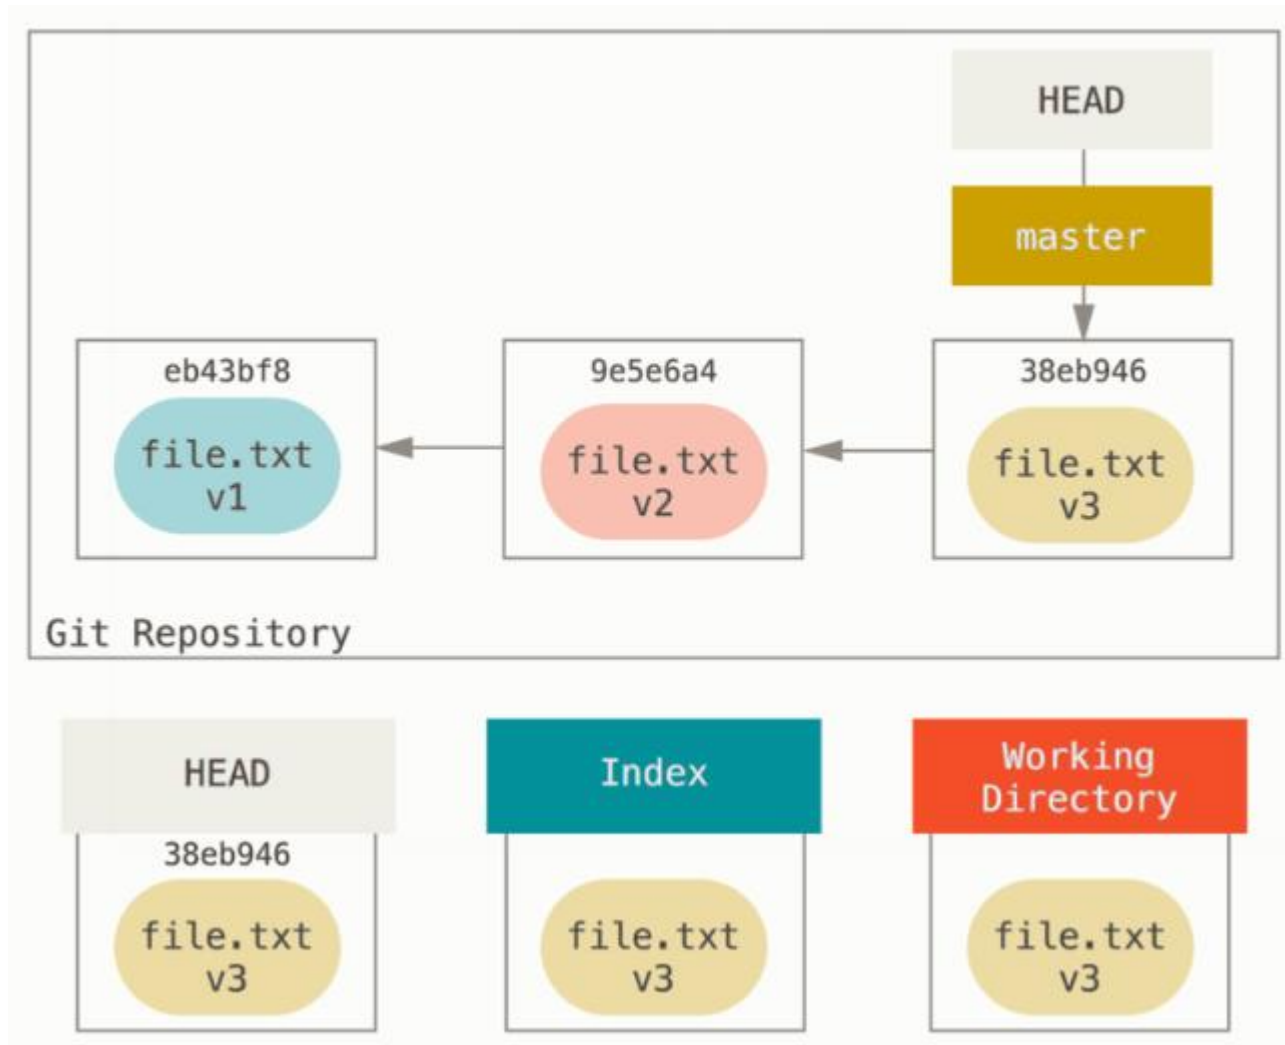 HEAD
master
eb43bf8
9e5e6a4
38eb946
file.txt
v1
file.txt
v2
file.txt
v3
Git Repository
HEAD
Index
Working
Directory
38eb946
file.txt
v3
file.txt
v3
file.txt
v3